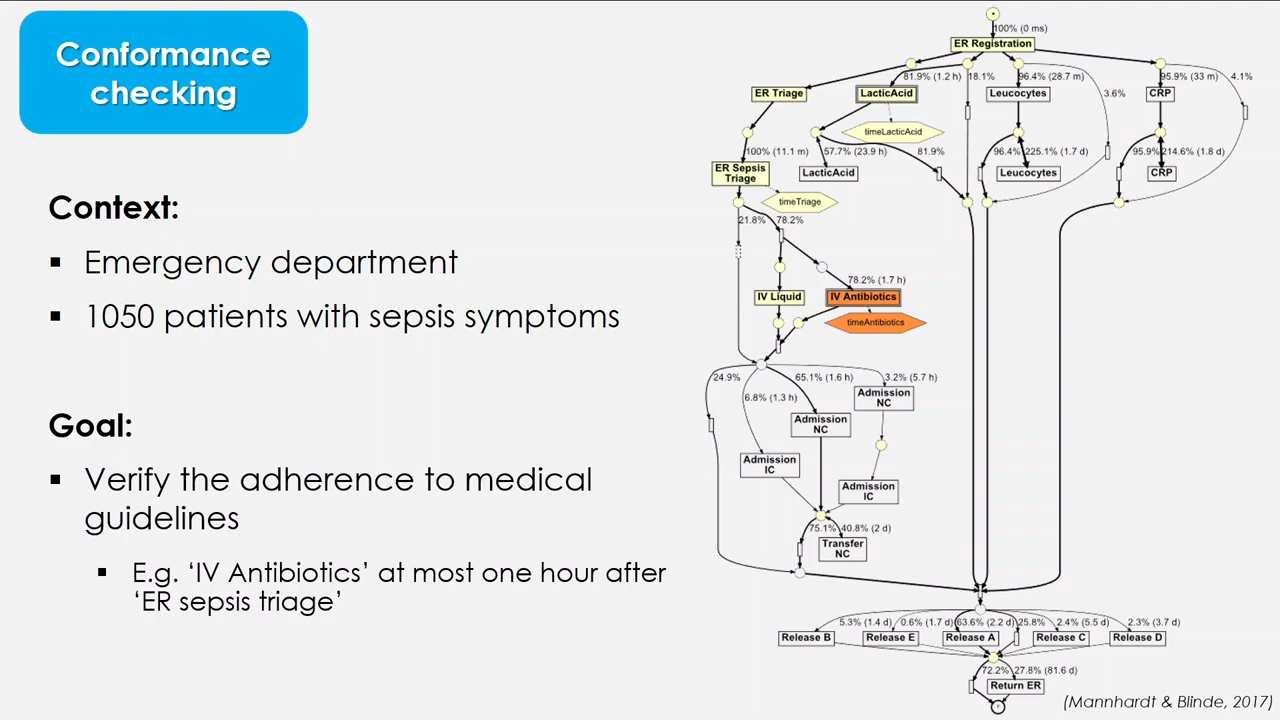 Conformance
checking
Context:
▪ Emergency department
▪ 1050 patients with sepsis symptoms
Goal:
▪ Verify the adherence to medical
guidelines
▪ E.g. ‘IV Antibiotics’ at most one hour after
‘ER sepsis triage’
100% (0 ms)
ER Registration
81.9% (1.2 h) 18.1% 96.4% (28.7 m) 95.9% (33 m) 4.1%
ER Triage LacticAcid Leucocytes 3.6% CRP
timeLacticAcid
100% (11.1 m) 57.7% (23.9 h) 81.9% 96.4% 225.1% (1.7 d) 95.9% 214.6% (1.8 d)
ER Sepsis
Triage
LacticAcid Leucocytes CRP
timeTriage
21.8% 78.2%
78.2% (1.7 h)
IV Liquid IV Antibiotics
timeAntibiotics
24.9% 65.1% (1.6 h) 3.2% (5.7 h)
6.8% (1.3 h)
Admission
NC
Admission
NC
Admission
IC
Admission
IC
75.1% 40.8% (2 d)
Transfer
NC
5.3% (1.4 d) 0.6% (1.7 d) 63.6% (2.2 d) 25.8% 2.4% (5.5 d) 2.3% (3.7 d)
Release B Release E Release A Release C Release D
72.2% 27.8% (81.6 d)
Return ER
(Mannhardt & Blinde, 2017)